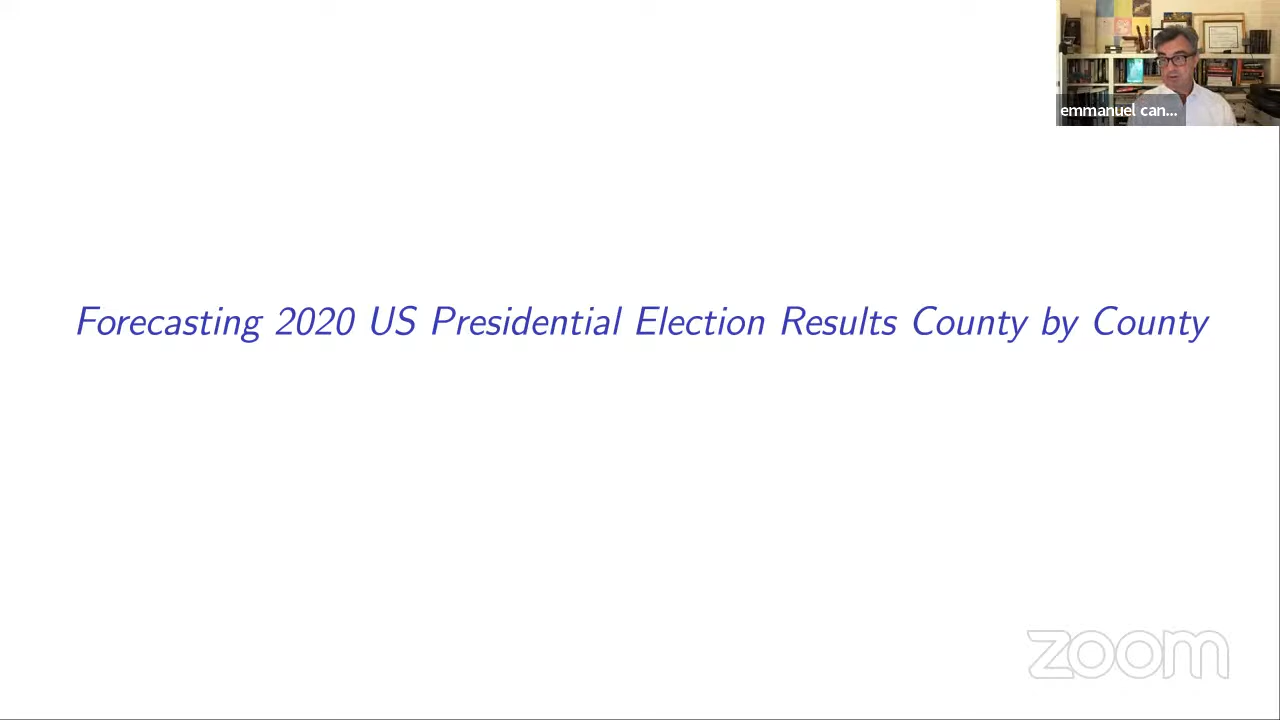 emmanuel can...
Forecasting 2020 US Presidential Election Results County by County
zoom